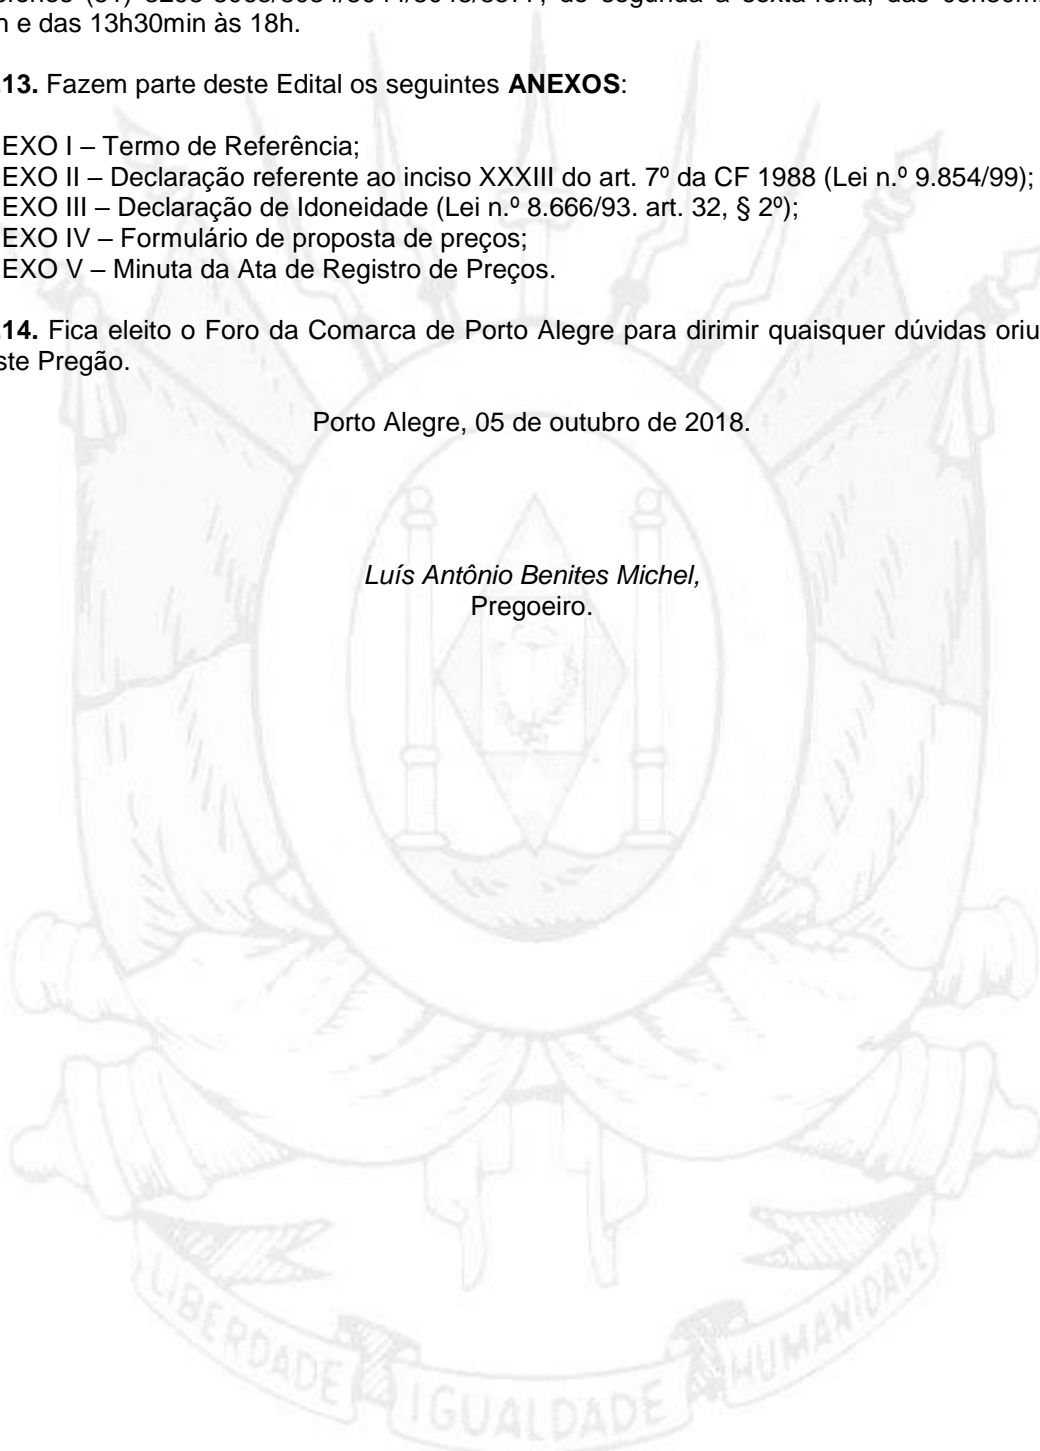 n e das 13h30min às 18h.
.13. Fazem parte deste Edital os seguintes ANEXOS:
EXO I – Termo de Referência;
EXO II – Declaração referente ao inciso XXXIII do art. 7º da CF 1988 (Lei n.º 9.854/99);
EXO III – Declaração de Idoneidade (Lei n.º 8.666/93. art. 32, § 2º);
EXO IV – Formulário de proposta de preços;
EXO V – Minuta da Ata de Registro de Preços.
.14. Fica eleito o Foro da Comarca de Porto Alegre para dirimir quaisquer dúvidas oriu
ste Pregão.
Porto Alegre, 05 de outubro de 2018.
Luís Antônio Benites Michel,
Pregoeiro.
LIBERDADE IGUALDADE HUMANIDADE